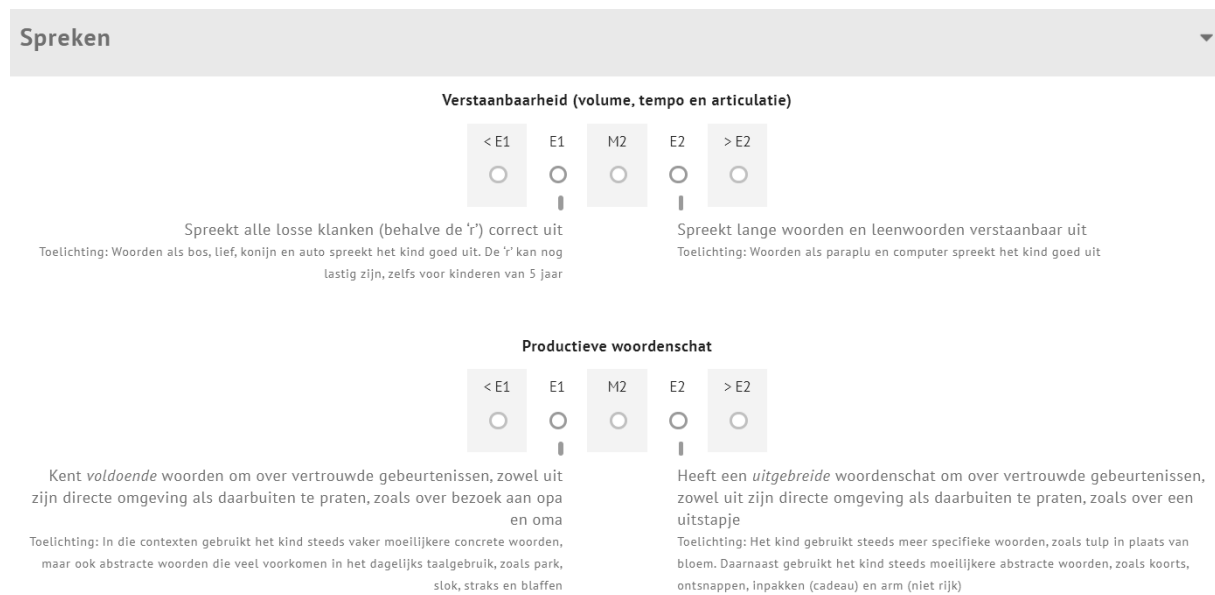 Spreken
Verstaanbaarheid (volume, tempo en articulatie)
< E1 E1 M2 E2 > E2
Spreekt alle losse klanken (behalve de ‘r’) correct uit
Toelichting: Woorden als bos, lief, konijn en auto spreekt het kind goed uit. De ‘r’ kan nog
lastig zijn, zelfs voor kinderen van 5 jaar
Spreekt lange woorden en leenwoorden verstaanbaar uit
Toelichting: Woorden als paraplu en computer spreekt het kind goed uit
Productieve woordenschat
< E1 E1 M2 E2 > E2
Kent voldoende woorden om over vertrouwde gebeurtenissen, zowel uit
zijn directe omgeving als daarbuiten te praten, zoals over bezoek aan opa
en oma
Toelichting: In die contexten gebruikt het kind steeds vaker moeilijkere concrete woorden,
maar ook abstracte woorden die veel voorkomen in het dagelijks taalgebruik, zoals park,
slok, straks en blaffen
Heeft een uitgebreide woordenschat om over vertrouwde gebeurtenissen,
zowel uit zijn directe omgeving als daarbuiten te praten, zoals over een
uitstapje
Toelichting: Het kind gebruikt steeds meer specifieke woorden, zoals tulp in plaats van
bloem. Daarnaast gebruikt het kind steeds moeilijkere abstracte woorden, zoals koorts,
ontsnappen, inpakken (cadeau) en arm (niet rijk)